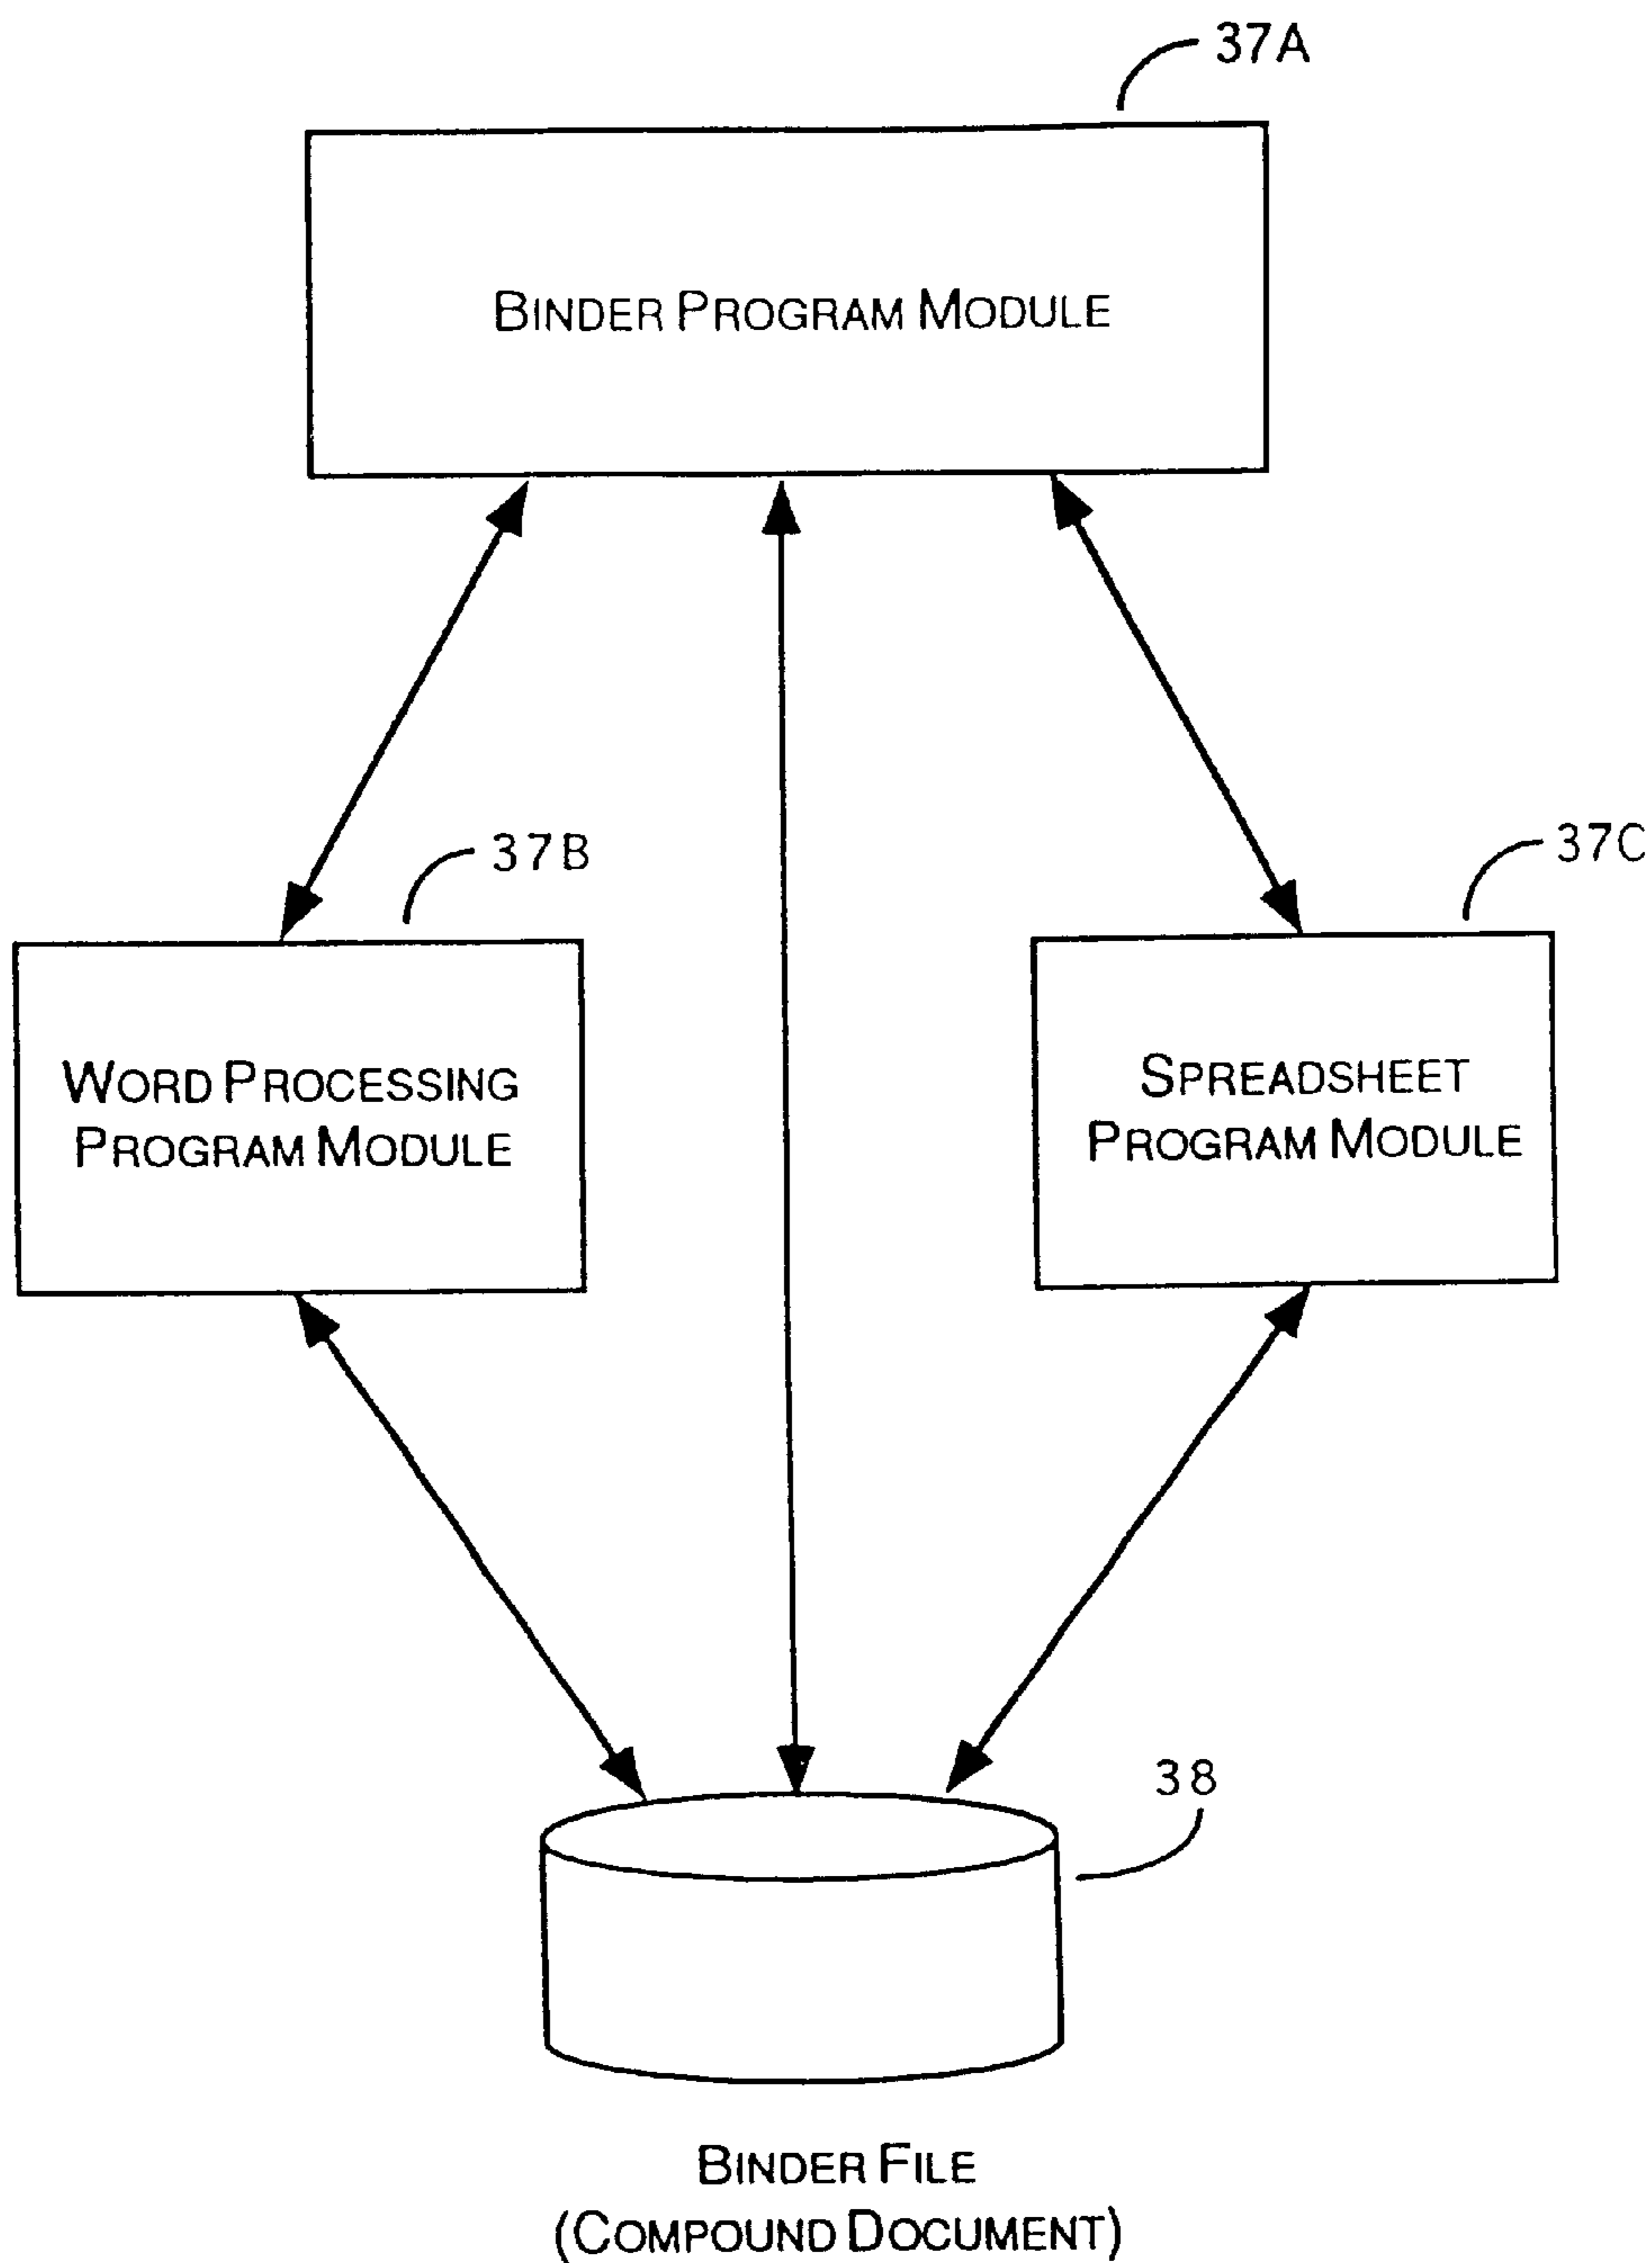 37A
BINDER PROGRAM MODULE
37B
37C
WORD PROCESSING
PROGRAM MODULE
SPREADSHEET
PROGRAM MODULE
38
BINDER FILE
(COMPOUND DOCUMENT)